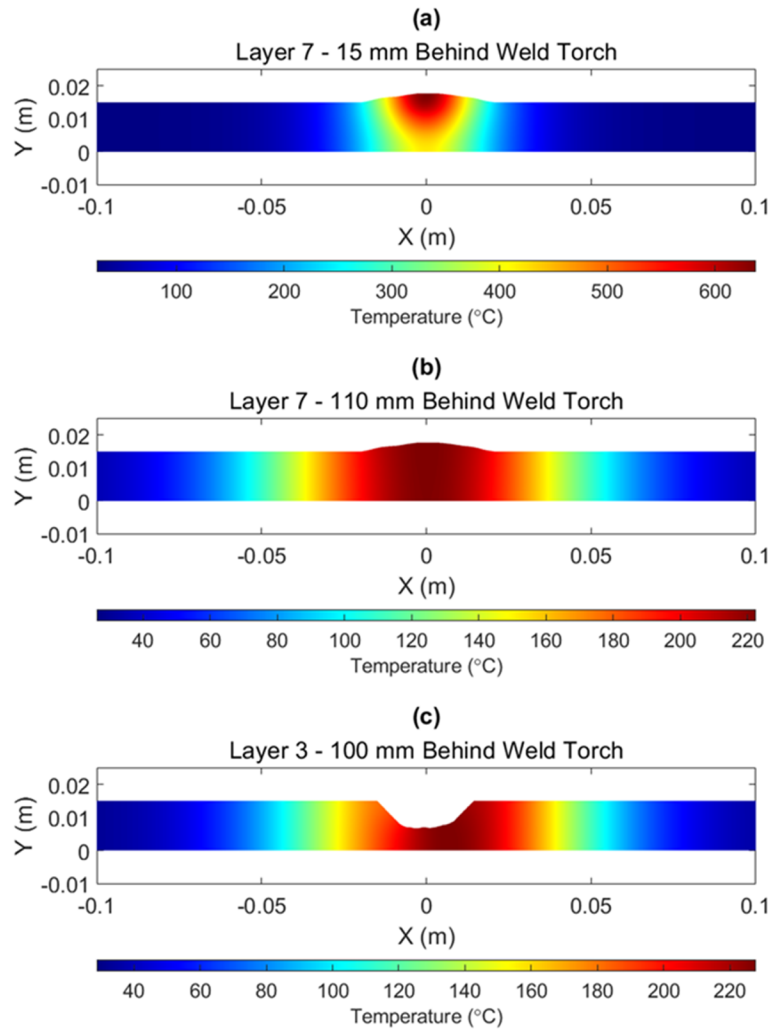 (a)
Layer 7 - 15 mm Behind Weld Torch
0.02
0.01
0
-0.01
Y (m)
-0.1 -0.05 0 0.05 0.1
X (m)
100 200 300 400 500 600
Temperature (°C)
(b)
Layer 7 - 110 mm Behind Weld Torch
0.02
0.01
0
-0.01
Y (m)
-0.1 -0.05 0 0.05 0.1
X (m)
40 60 80 100 120 140 160 180 200 220
Temperature (°C)
(c)
Layer 3 - 100 mm Behind Weld Torch
0.02
0.01
0
-0.01
Y (m)
-0.1 -0.05 0 0.05 0.1
X (m)
40 60 80 100 120 140 160 180 200 220
Temperature (°C)